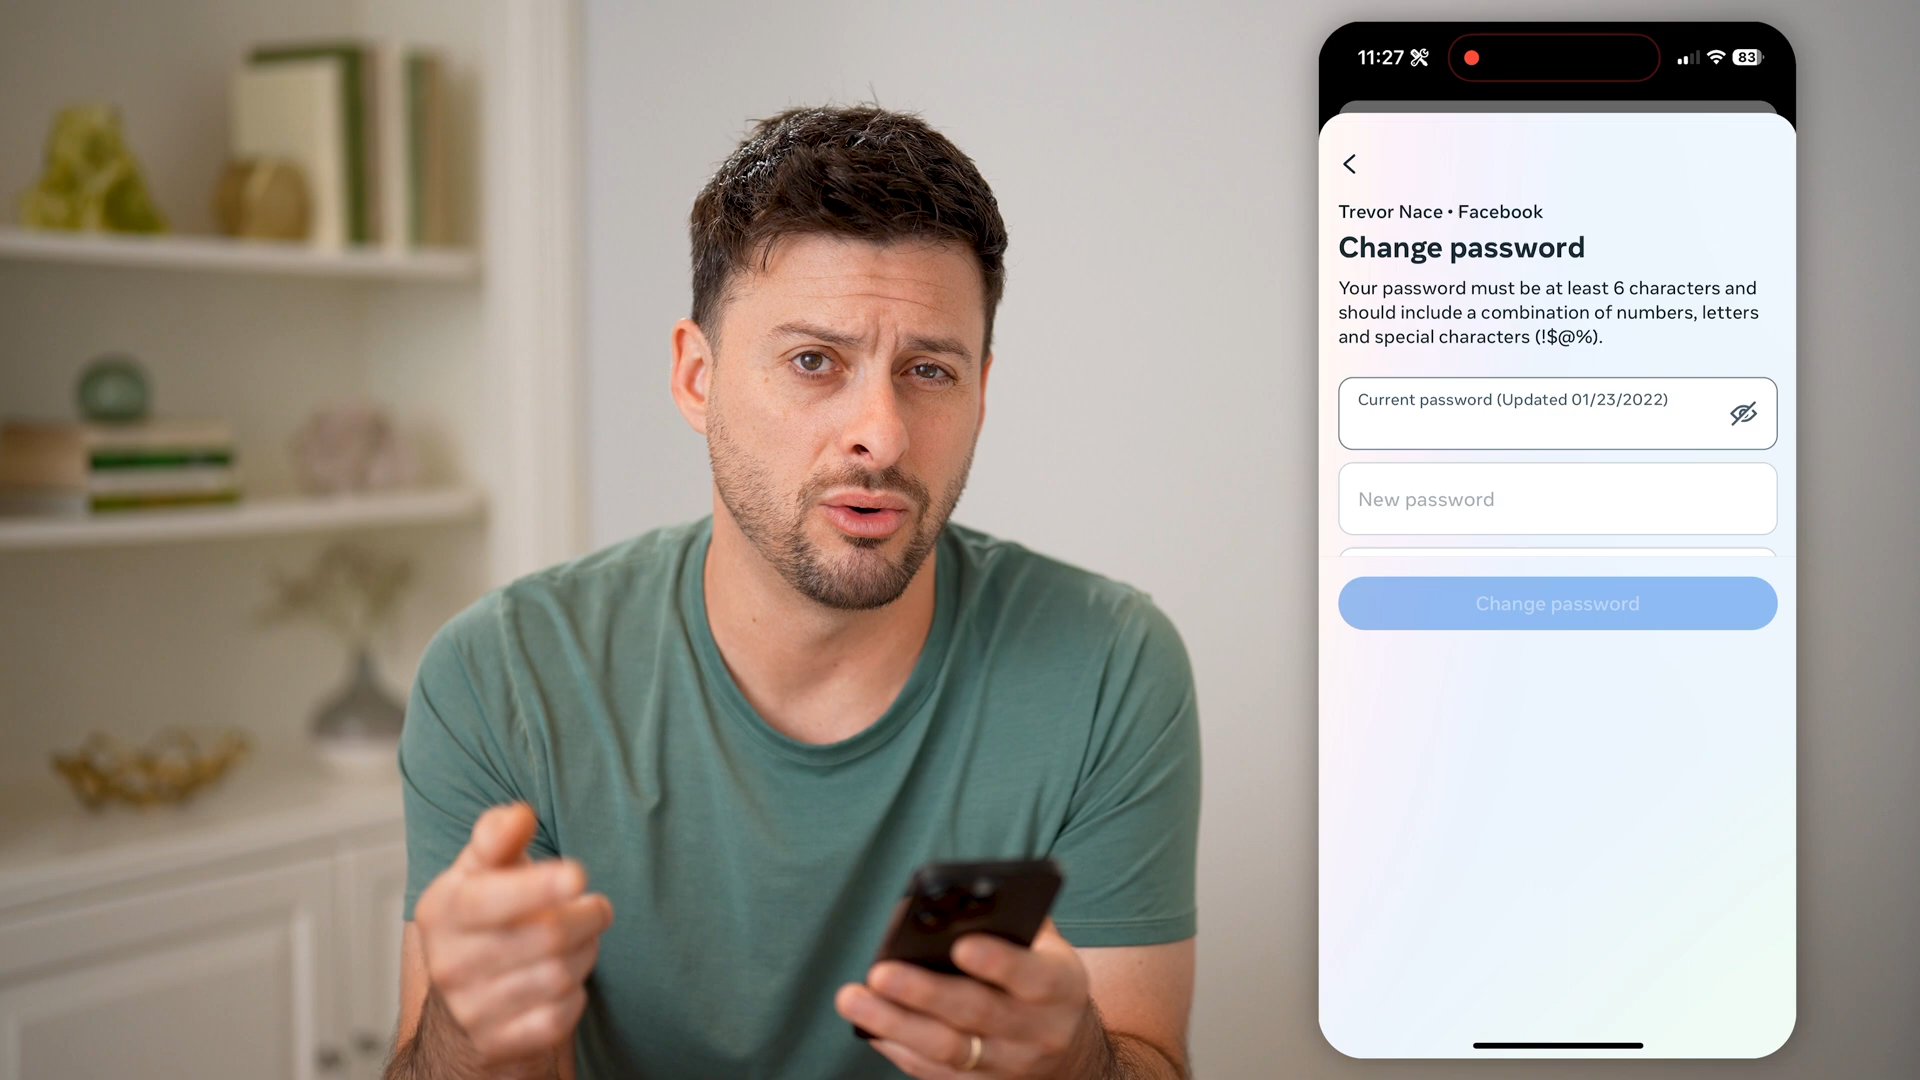 11:27
83
Trevor Nace • Facebook
Change password
Your password must be at least 6 characters and
should include a combination of numbers, letters
and special characters (!$@%).
Current password (Updated 01/23/2022)
New password
Change password